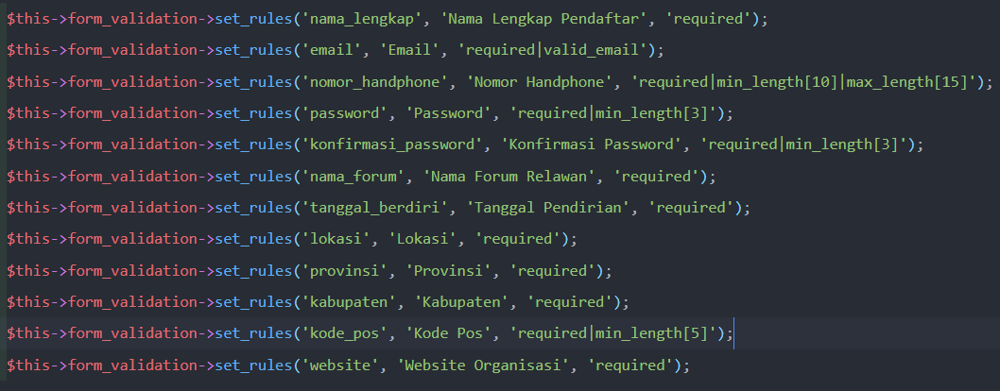 $this->form_validation->set_rules('nama_lengkap', 'Nama Lengkap Pendaftar', 'required');
$this->form_validation->set_rules('email', 'Email', 'required|valid_email');
$this->form_validation->set_rules('nomor_handphone', 'Nomor Handphone', 'required|min_length[10]|max_length[15]');
$this->form_validation->set_rules('password', 'Password', 'required|min_length[3]');
$this->form_validation->set_rules('konfirmasi_password', 'Konfirmasi Password', 'required|min_length[3]');
$this->form_validation->set_rules('nama_forum', 'Nama Forum Relawan', 'required');
$this->form_validation->set_rules('tanggal_berdiri', 'Tanggal Pendirian', 'required');
$this->form_validation->set_rules('lokasi', 'Lokasi', 'required');
$this->form_validation->set_rules('provinsi', 'Provinsi', 'required');
$this->form_validation->set_rules('kabupaten', 'Kabupaten', 'required');
$this->form_validation->set_rules('kode_pos', 'Kode Pos', 'required|min_length[5]');
$this->form_validation->set_rules('website', 'Website Organisasi', 'required');